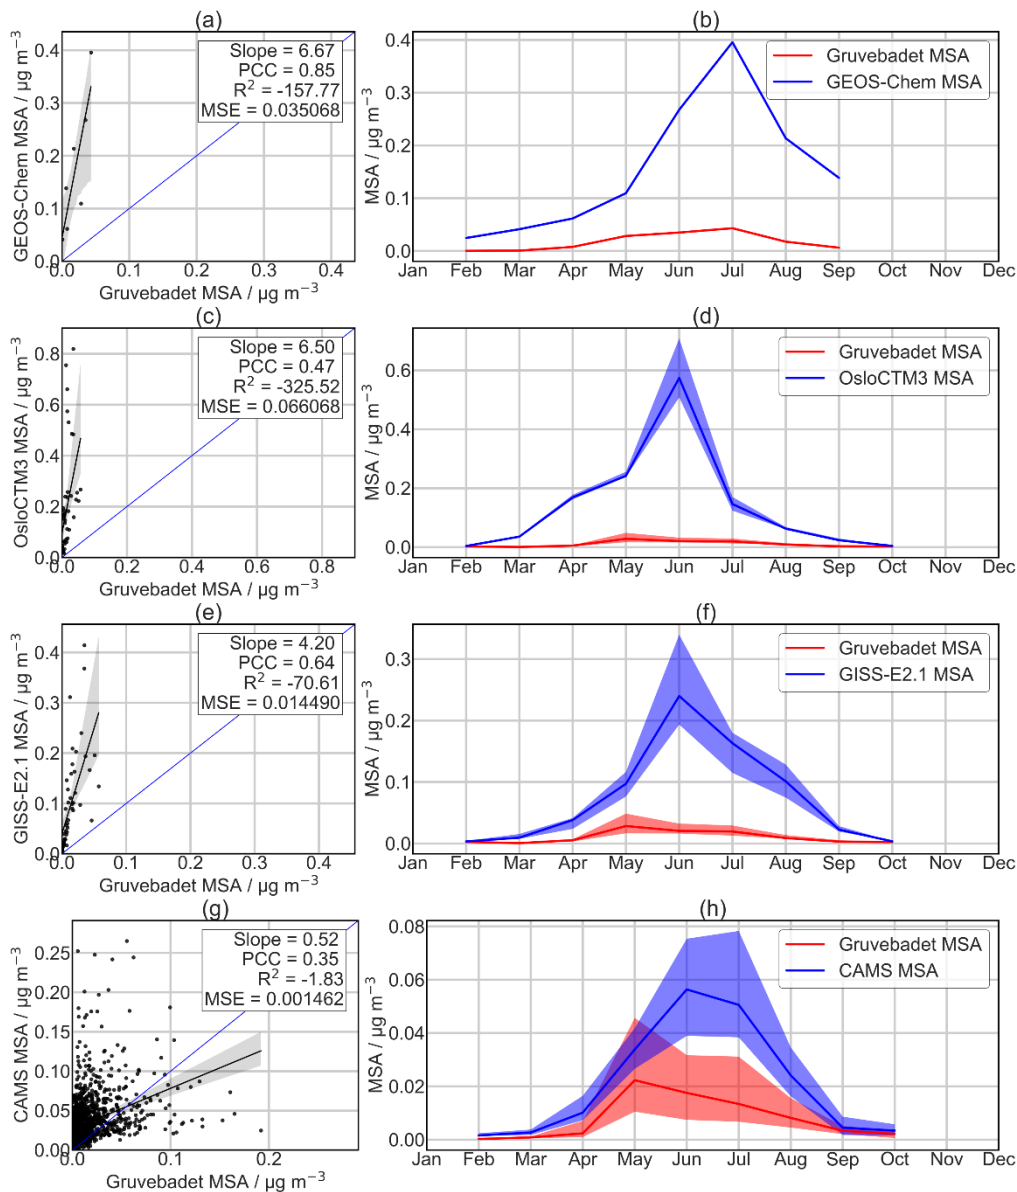 (a)
GEOS-Chem MSA / µg m⁻³
0.4
0.3
0.2
0.1
0.0
Slope = 6.67
PCC = 0.85
R² = -157.77
MSE = 0.035068
0.0 0.1 0.2 0.3 0.4
Gruvebadet MSA / µg m⁻³
(b)
MSA / µg m⁻³
0.4
0.3
0.2
0.1
0.0
Gruvebadet MSA
GEOS-Chem MSA
Jan Feb Mar Apr May Jun Jul Aug Sep Oct Nov Dec
(c)
OsloCTM3 MSA / µg m⁻³
0.8
0.6
0.4
0.2
0.0
Slope = 6.50
PCC = 0.47
R² = -325.52
MSE = 0.066068
0.0 0.2 0.4 0.6 0.8
Gruvebadet MSA / µg m⁻³
(d)
MSA / µg m⁻³
0.6
0.4
0.2
0.0
Gruvebadet MSA
OsloCTM3 MSA
Jan Feb Mar Apr May Jun Jul Aug Sep Oct Nov Dec
(e)
GISS-E2.1 MSA / µg m⁻³
0.4
0.3
0.2
0.1
0.0
Slope = 4.20
PCC = 0.64
R² = -70.61
MSE = 0.014490
0.0 0.1 0.2 0.3 0.4
Gruvebadet MSA / µg m⁻³
(f)
MSA / µg m⁻³
0.3
0.2
0.1
0.0
Gruvebadet MSA
GISS-E2.1 MSA
Jan Feb Mar Apr May Jun Jul Aug Sep Oct Nov Dec
(g)
CAMS MSA / µg m⁻³
0.25
0.20
0.15
0.10
0.05
0.00
Slope = 0.52
PCC = 0.35
R² = -1.83
MSE = 0.001462
0.0 0.1 0.2
Gruvebadet MSA / µg m⁻³
(h)
MSA / µg m⁻³
0.08
0.06
0.04
0.02
0.00
Gruvebadet MSA
CAMS MSA
Jan Feb Mar Apr May Jun Jul Aug Sep Oct Nov Dec